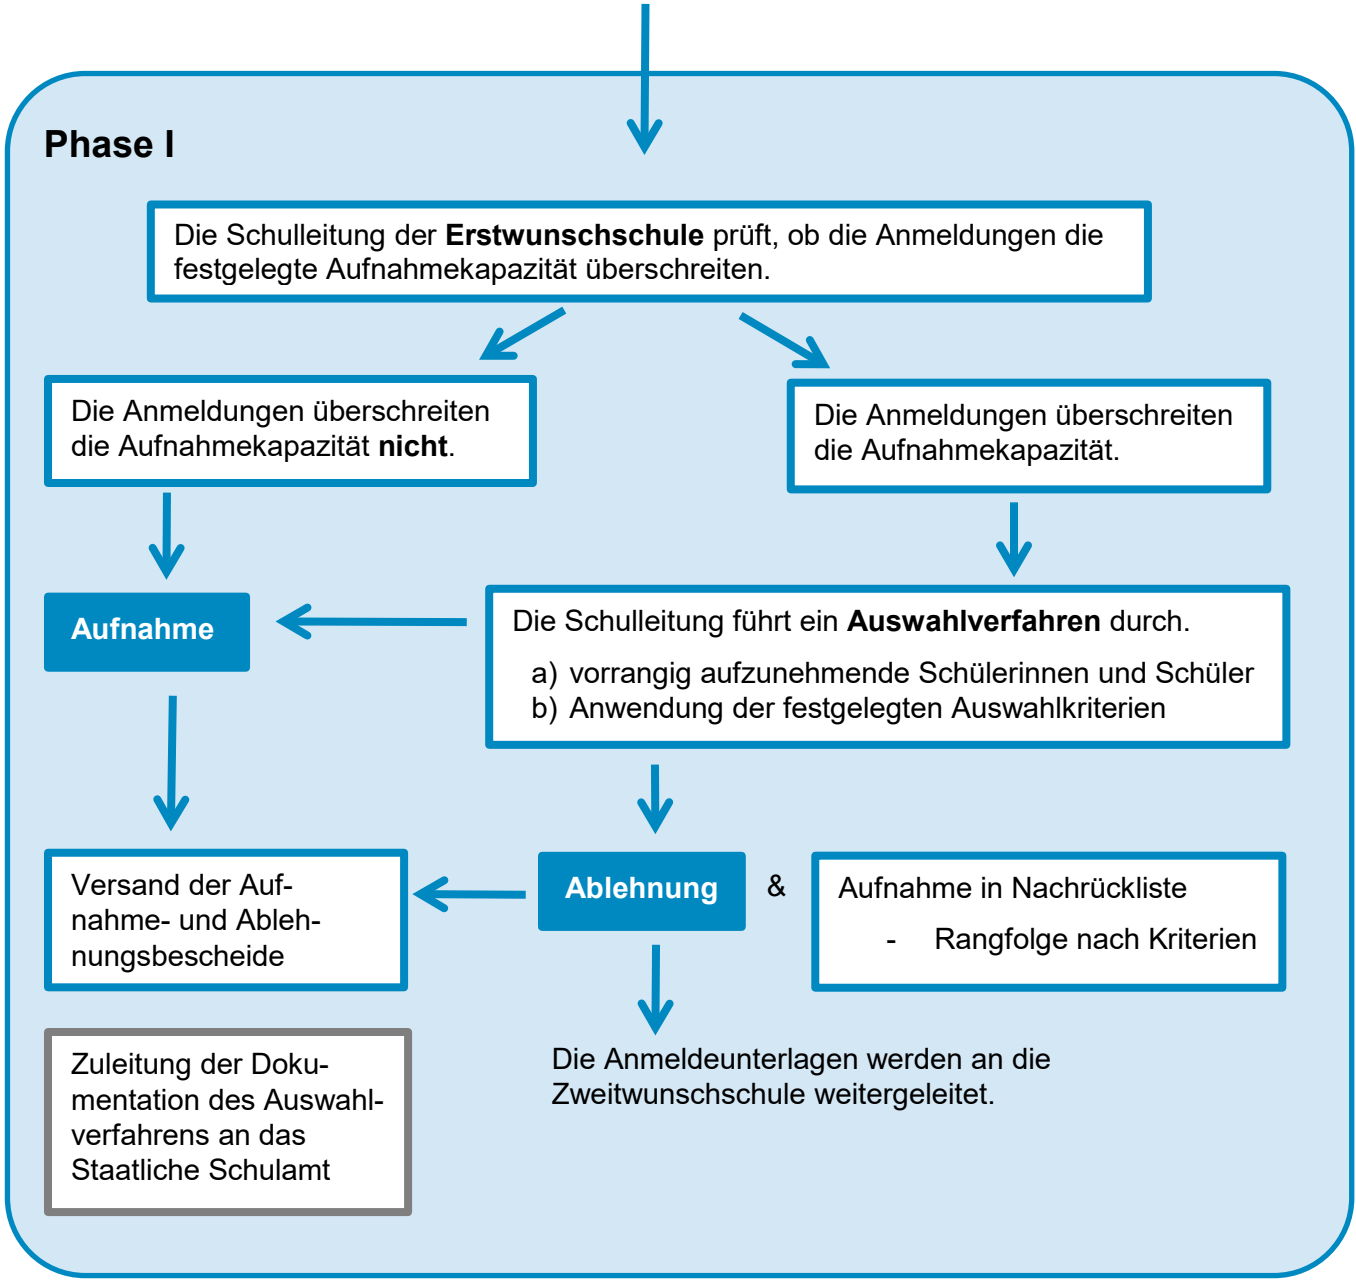 Phase I
Die Schulleitung der Erstwunschschule prüft, ob die Anmeldungen die
festgelegte Aufnahmekapazität überschreiten.
Die Anmeldungen überschreiten
die Aufnahmekapazität nicht.
Die Anmeldungen überschreiten
die Aufnahmekapazität.
Aufnahme
Die Schulleitung führt ein Auswahlverfahren durch.
a) vorrangig aufzunehmende Schülerinnen und Schüler
b) Anwendung der festgelegten Auswahlkriterien
Versand der Auf-
nahme- und Ableh-
nungsbescheide
Ablehnung
&
Aufnahme in Nachrückliste
- Rangfolge nach Kriterien
Zuleitung der Doku-
mentation des Auswahl-
verfahrens an das
Staatliche Schulamt
Die Anmeldeunterlagen werden an die
Zweitwunschschule weitergeleitet.